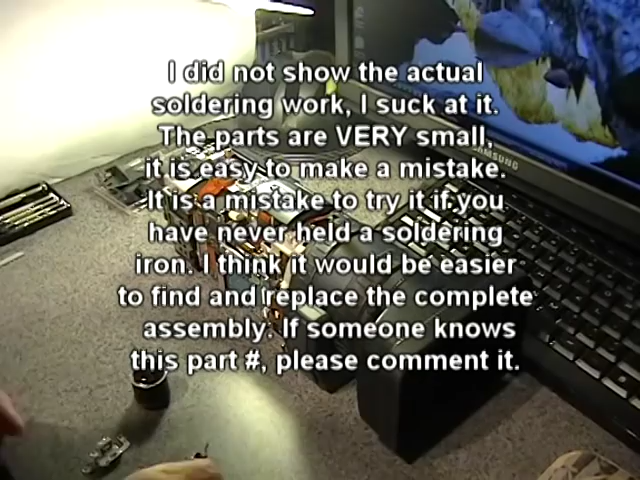 I did not show the actual
soldering work, I suck at it.
The parts are VERY small,
it is easy to make a mistake.
It is a mistake to try it if you
have never held a soldering
iron. I think it would be easier
to find and replace the complete
assembly. If someone knows
this part #, please comment it.
SAMSUNG